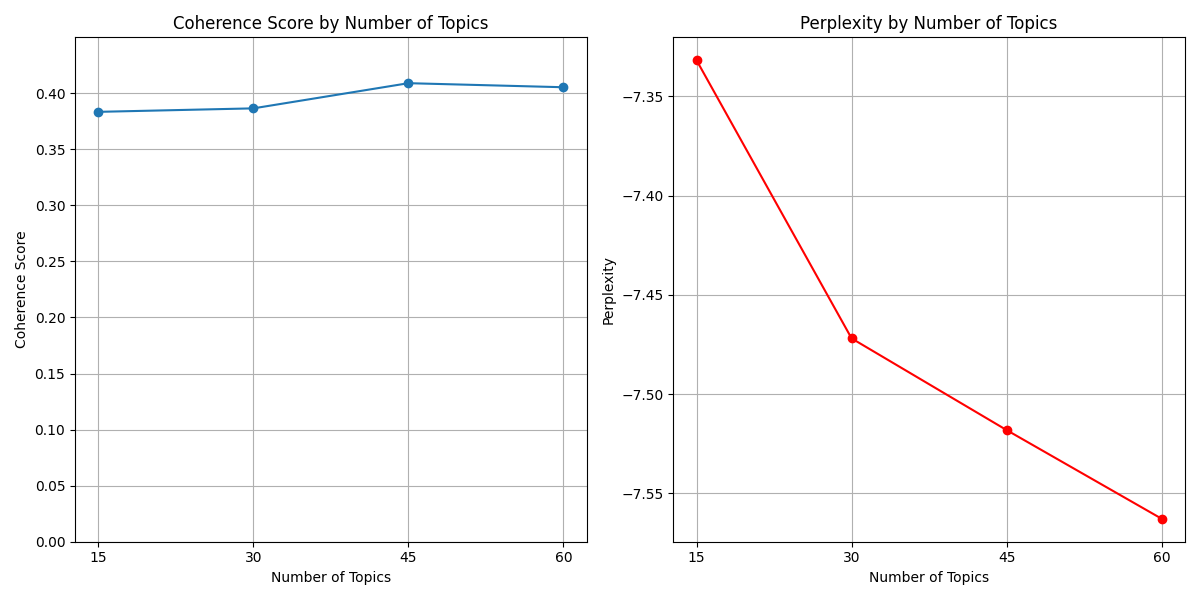 Coherence Score by Number of Topics
Coherence Score
0.40
0.35
0.30
0.25
0.20
0.15
0.10
0.05
0.00
15 30 45 60
Number of Topics
Perplexity by Number of Topics
Perplexity
−7.35
−7.40
−7.45
−7.50
−7.55
15 30 45 60
Number of Topics